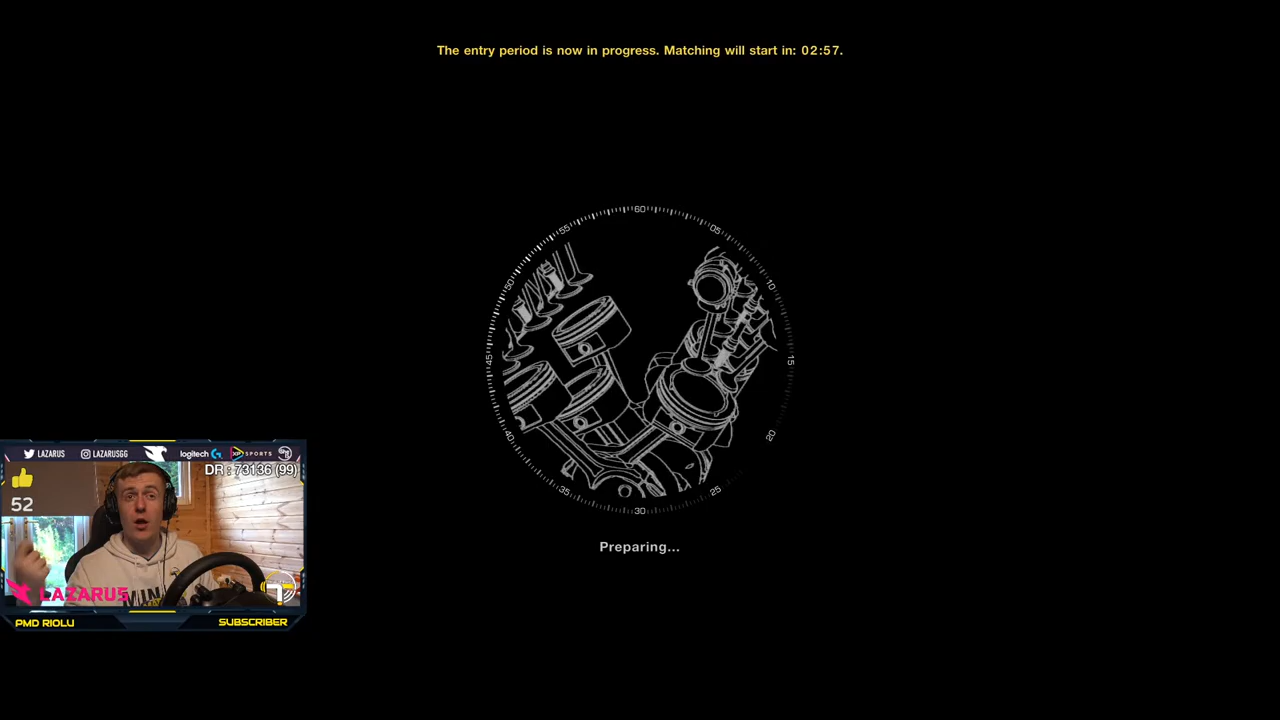 The entry period is now in progress. Matching will start in: 02:57.
60
55
05
50
10
45
15
40
20
35
25
30
Preparing...
LAZARUS
LAZARUSGG
logitech G
SPORTS
DR : 73136 (99)
52
LAZARUS
PMD RIOLU
SUBSCRIBER